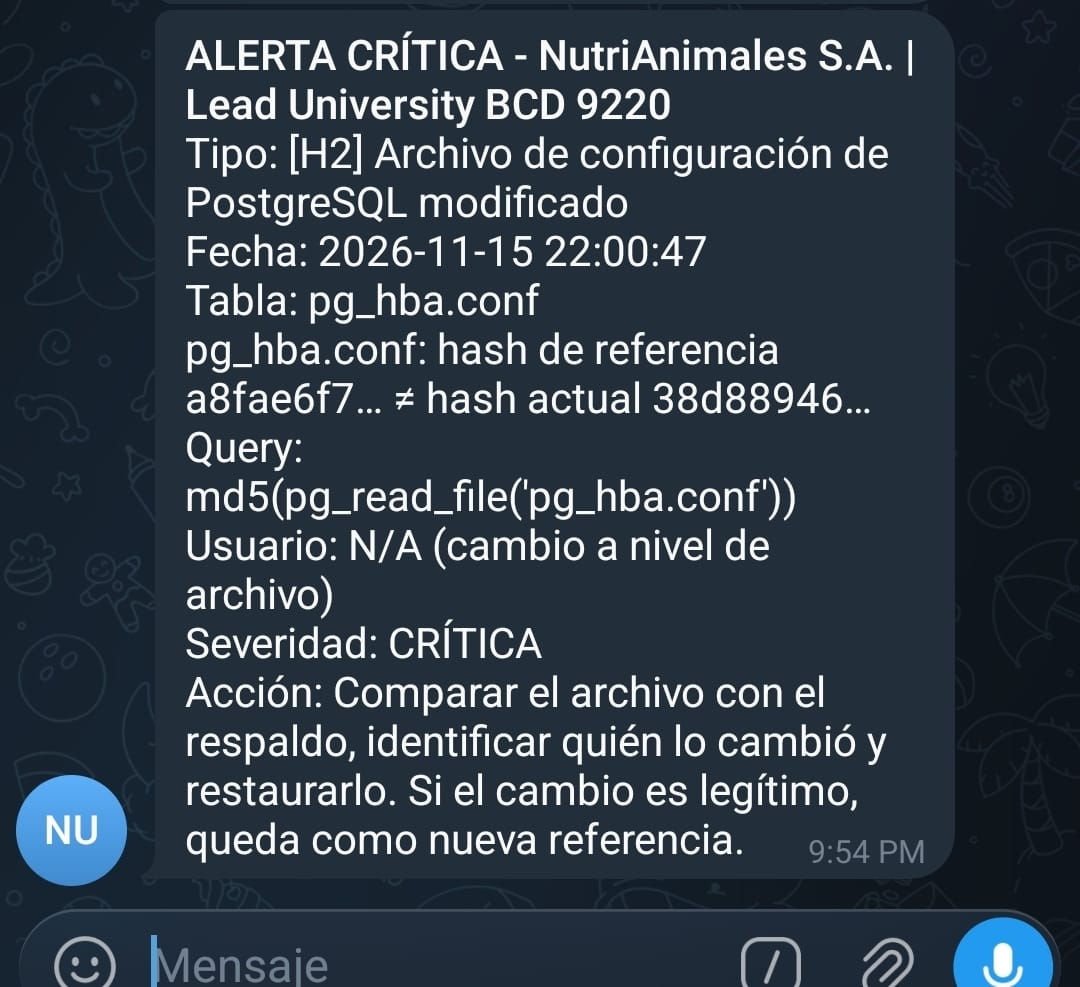 ALERTA CRÍTICA - NutriAnimales S.A. |
Lead University BCD 9220
Tipo: [H2] Archivo de configuración de
PostgreSQL modificado
Fecha: 2026-11-15 22:00:47
Tabla: pg_hba.conf
pg_hba.conf: hash de referencia
a8fae6f7... ≠ hash actual 38d88946...
Query:
md5(pg_read_file('pg_hba.conf'))
Usuario: N/A (cambio a nivel de
archivo)
Severidad: CRÍTICA
Acción: Comparar el archivo con el
respaldo, identificar quién lo cambió y
restaurarlo. Si el cambio es legítimo,
queda como nueva referencia.
9:54 PM
NU
Mensaje